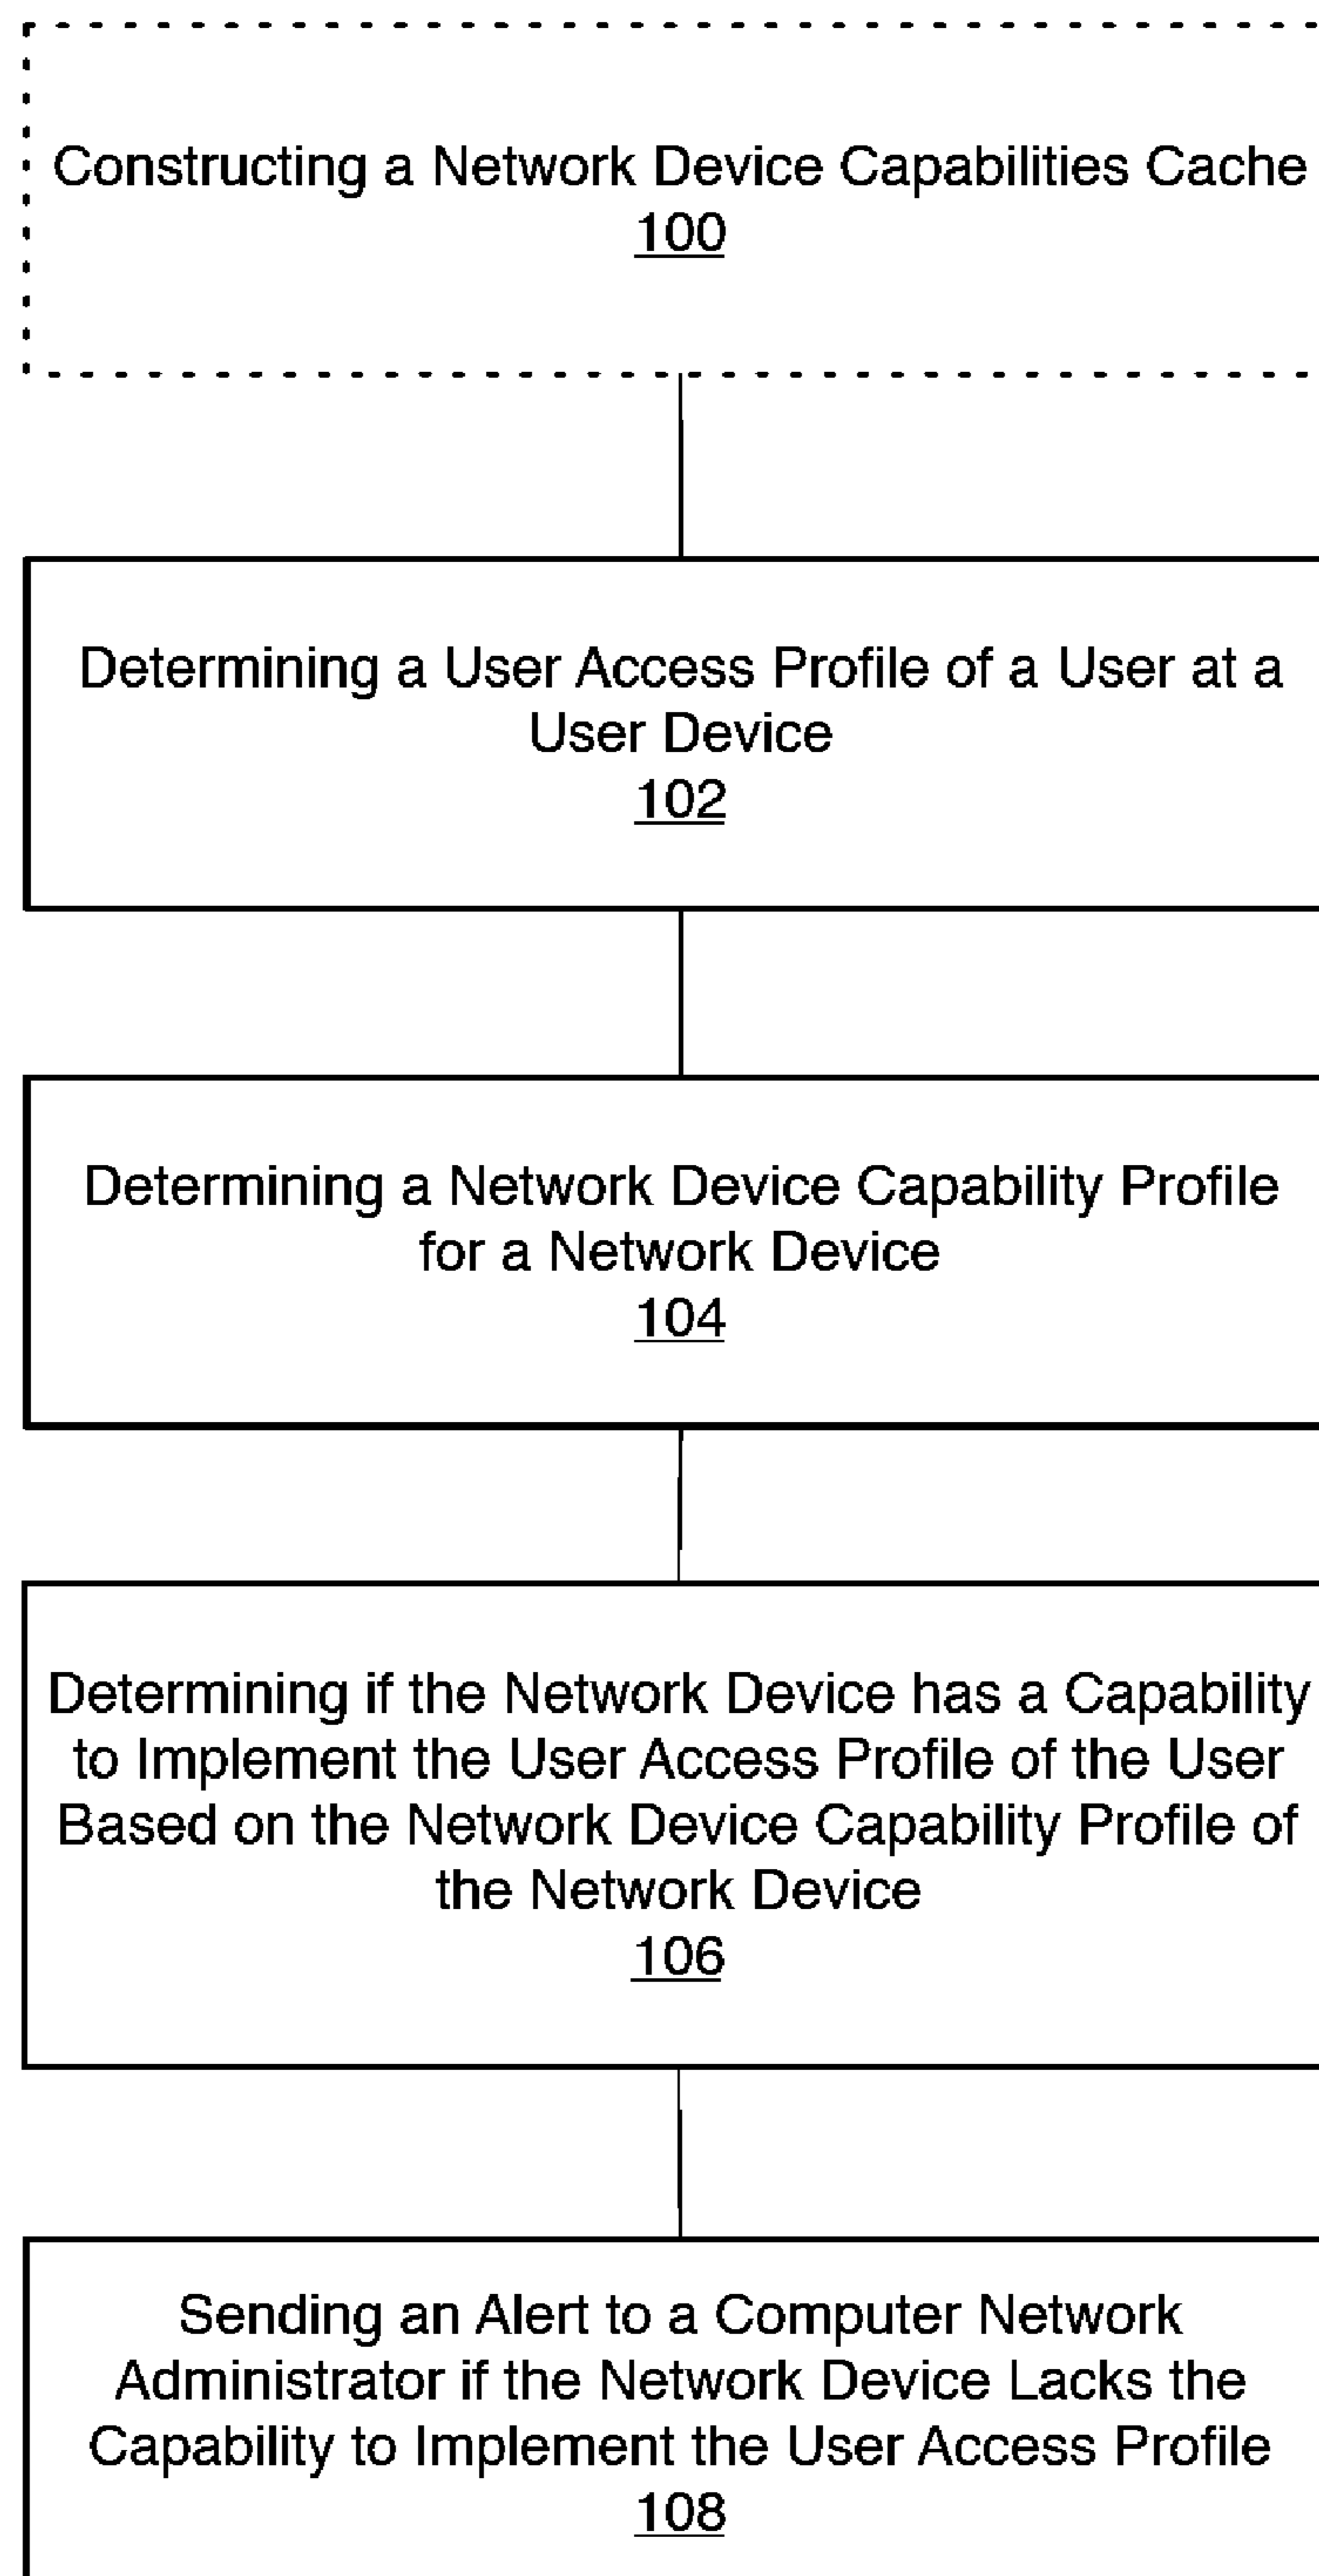 Constructing a Network Device Capabilities Cache
100
Determining a User Access Profile of a User at a
User Device
102
Determining a Network Device Capability Profile
for a Network Device
104
Determining if the Network Device has a Capability
to Implement the User Access Profile of the User
Based on the Network Device Capability Profile of
the Network Device
106
Sending an Alert to a Computer Network
Administrator if the Network Device Lacks the
Capability to Implement the User Access Profile
108